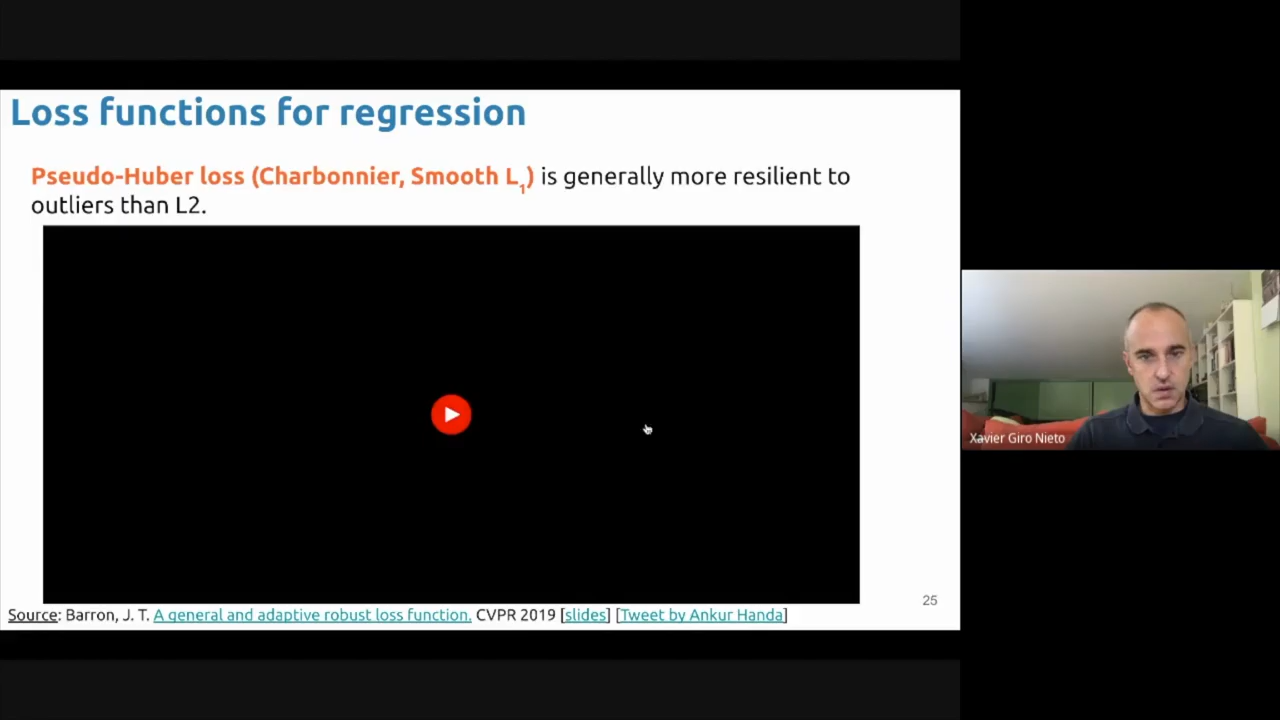 Loss functions for regression
Pseudo-Huber loss (Charbonnier, Smooth L1) is generally more resilient to
outliers than L2.
Xavier Giro Nieto
25
Source: Barron, J. T. A general and adaptive robust loss function. CVPR 2019 [slides] [Tweet by Ankur Handa]